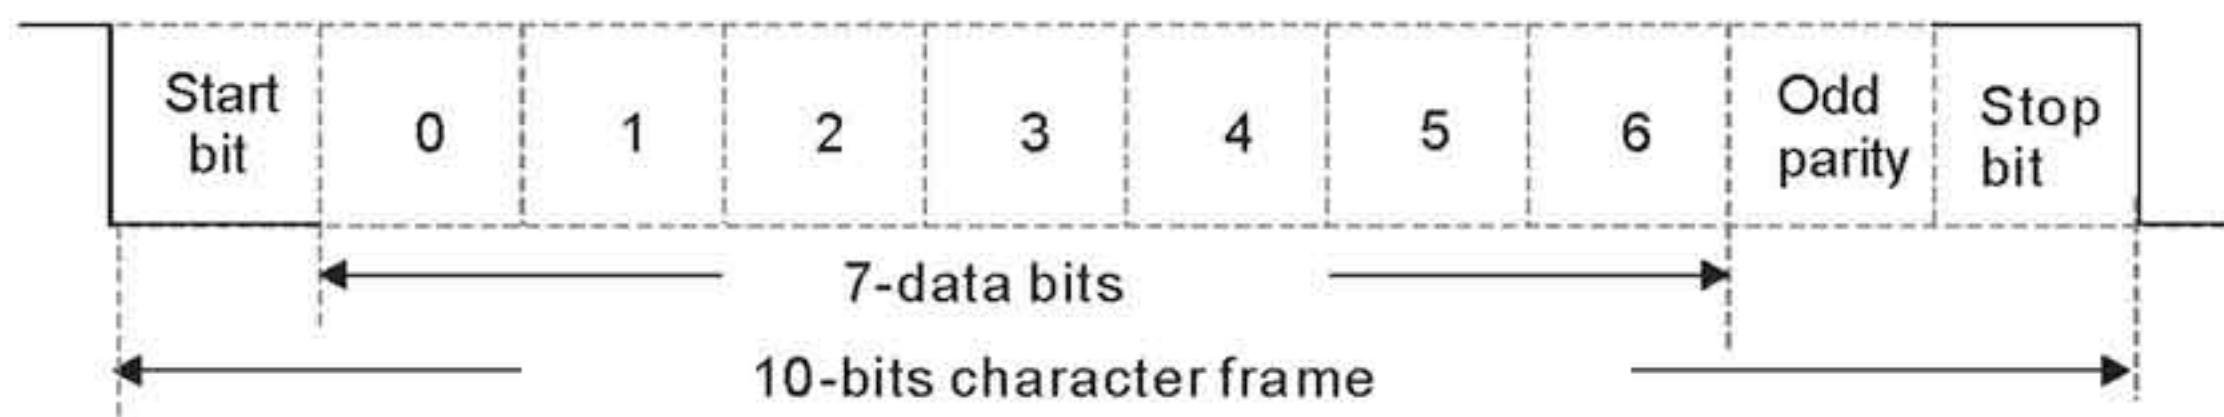 Start bit 0 1 2 3 4 5 6 Odd parity Stop bit
7-data bits
10-bits character frame